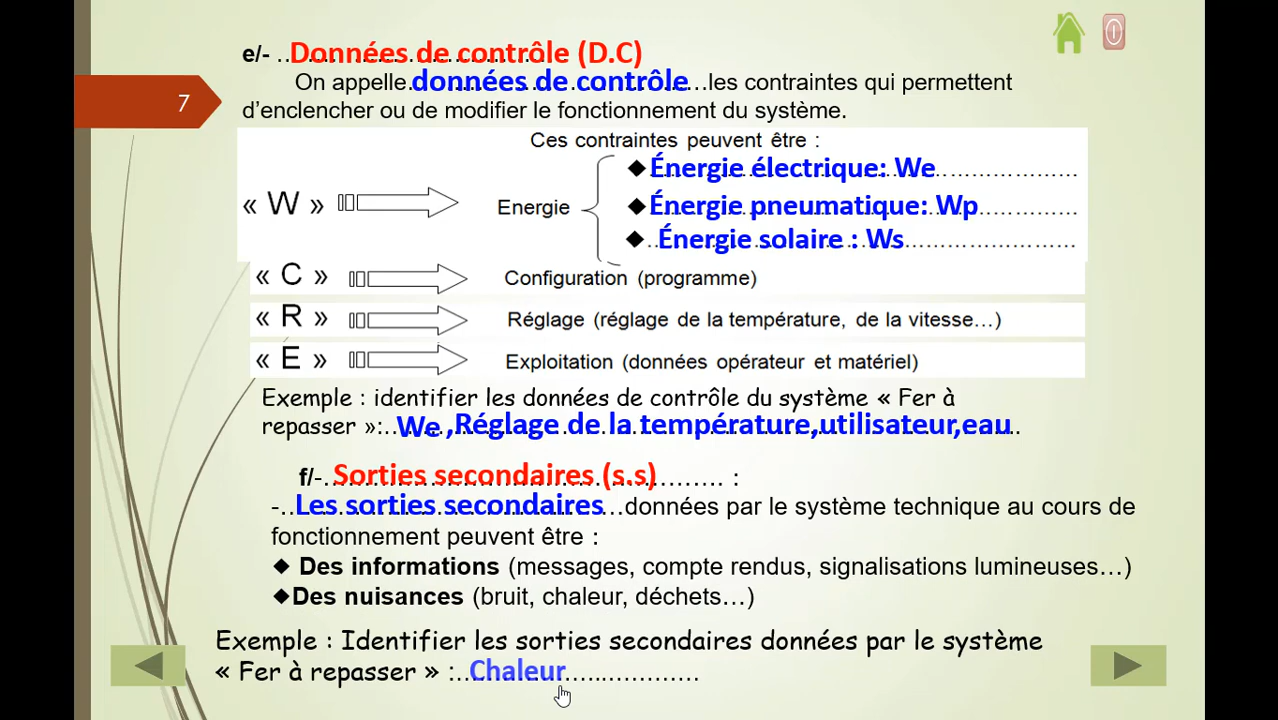 e/- ..Données de contrôle (D.C)
On appelle.données de contrôle...les contraintes qui permettent
7
d'enclencher ou de modifier le fonctionnement du système.
Ces contraintes peuvent être :
◆Énergie électrique: We..................
« W » Energie ◆Énergie pneumatique: Wp.............
◆..Énergie solaire : Ws........................
« C » Configuration (programme)
« R » Réglage (réglage de la température, de la vitesse...)
« E » Exploitation (données opérateur et matériel)
Exemple : identifier les données de contrôle du système « Fer à
repasser »:..We ,Réglage de la température,utilisateur,eau.
f/-.Sorties secondaires (s.s)......... :
-..Les sorties secondaires...données par le système technique au cours de
fonctionnement peuvent être :
◆ Des informations (messages, compte rendus, signalisations lumineuses...)
◆Des nuisances (bruit, chaleur, déchets...)
Exemple : Identifier les sorties secondaires données par le système
« Fer à repasser » :..Chaleur..................